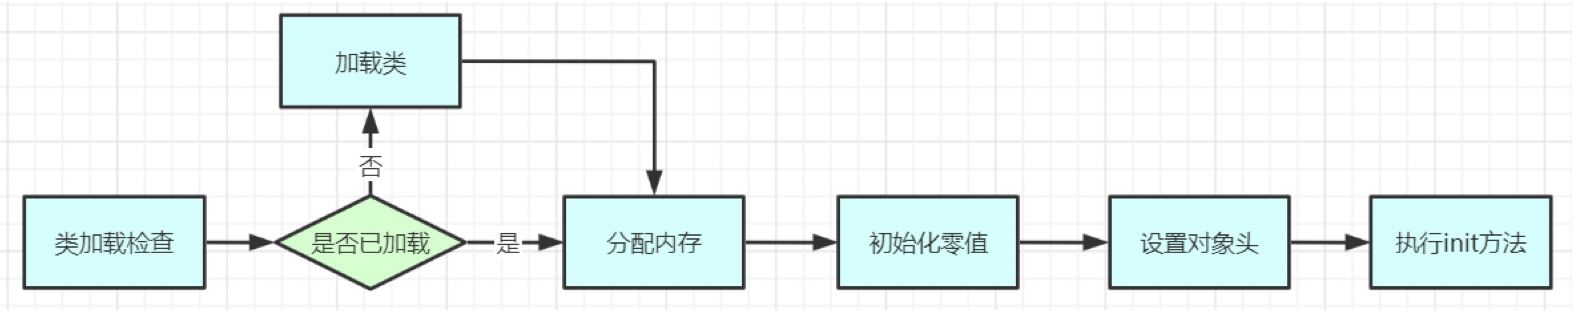 加载类
否
类加载检查
是否已加载
是
分配内存
初始化零值
设置对象头
执行init方法